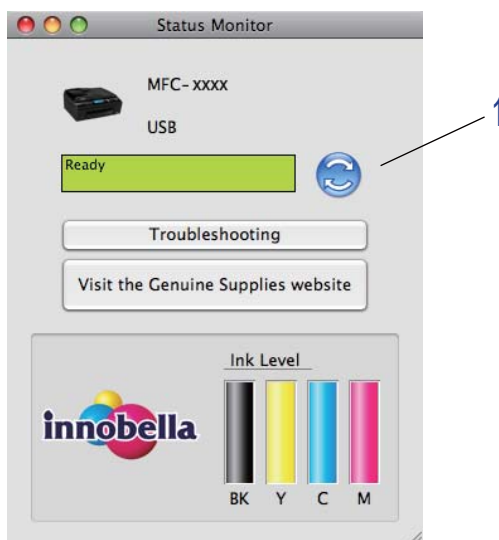 Status Monitor
MFC-xxxx
USB
Ready
1
Troubleshooting
Visit the Genuine Supplies website
Ink Level
innobella
BK Y C M